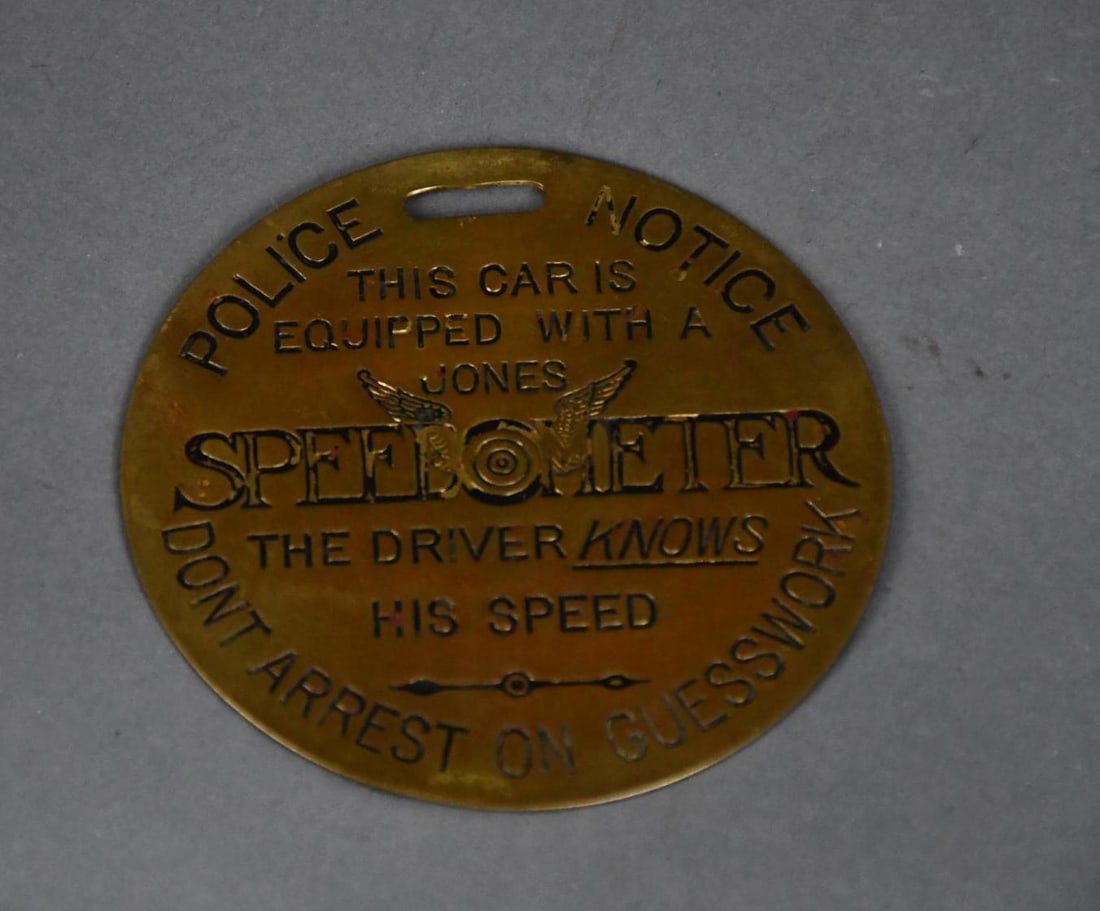 POLICE NOTICE
THIS CAR IS
EQUIPPED WITH A
JONES
SPEEDOMETER
THE DRIVER KNOWS
HIS SPEED
DONT ARREST ON GUESSWORK